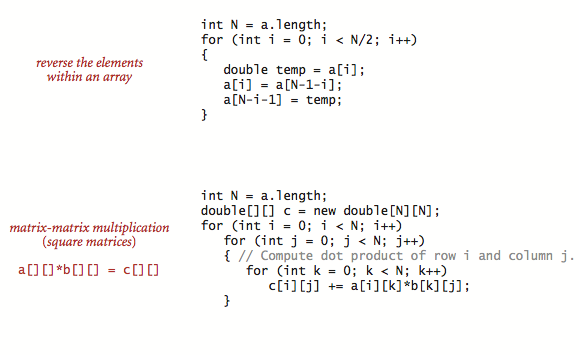 reverse the elements
within an array
int N = a.length;
for (int i = 0; i < N/2; i++)
{
   double temp = a[i];
   a[i] = a[N-1-i];
   a[N-i-1] = temp;
}
matrix-matrix multiplication
(square matrices)
a[][]*b[][] = c[][]
int N = a.length;
double[][] c = new double[N][N];
for (int i = 0; i < N; i++)
   for (int j = 0; j < N; j++)
   { // Compute dot product of row i and column j.
      for (int k = 0; k < N; k++)
         c[i][j] += a[i][k]*b[k][j];
   }